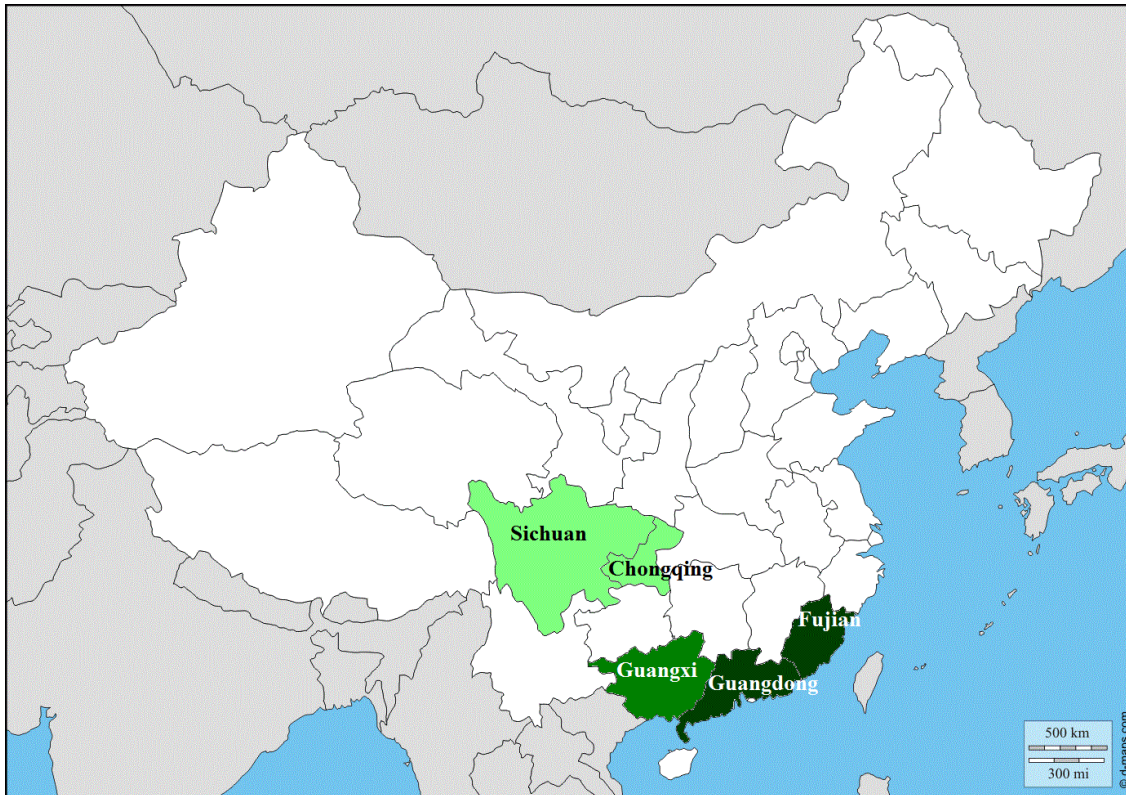 Sichuan
Chongqing
Fujian
Guangxi
Guangdong
500 km
300 mi
© d-maps.com